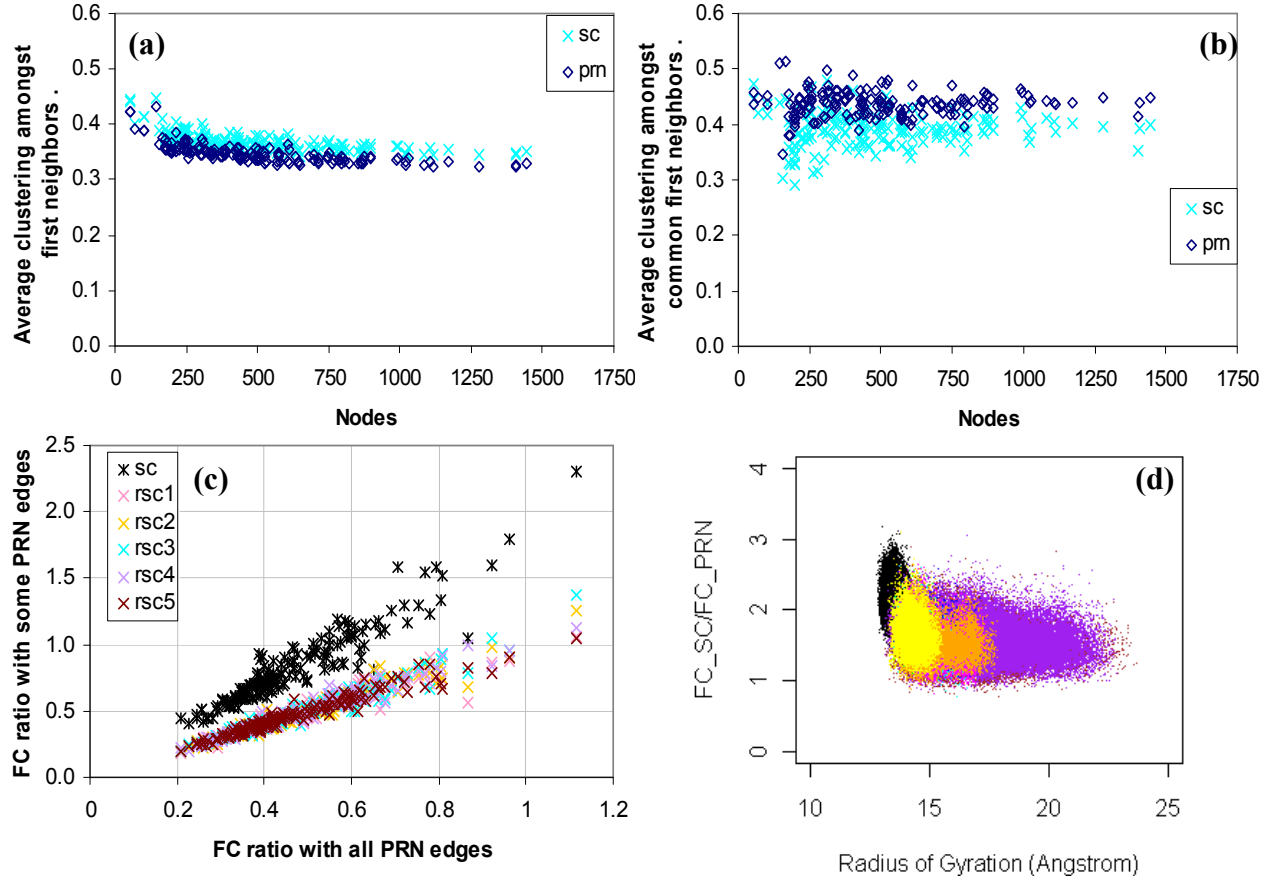 (a)
sc
prn
Average clustering amongst
first neighbors .
0.6
0.5
0.4
0.3
0.2
0.1
0.0
0 250 500 750 1000 1250 1500 1750
Nodes
(b)
sc
prn
Average clustering amongst
common first neighbors .
0.6
0.5
0.4
0.3
0.2
0.1
0.0
0 250 500 750 1000 1250 1500 1750
Nodes
(c)
sc
rsc1
rsc2
rsc3
rsc4
rsc5
FC ratio with some PRN edges
2.5
2.0
1.5
1.0
0.5
0.0
0 0.2 0.4 0.6 0.8 1 1.2
FC ratio with all PRN edges
(d)
FC_SC/FC_PRN
4
3
2
1
0
10 15 20 25
Radius of Gyration (Angstrom)